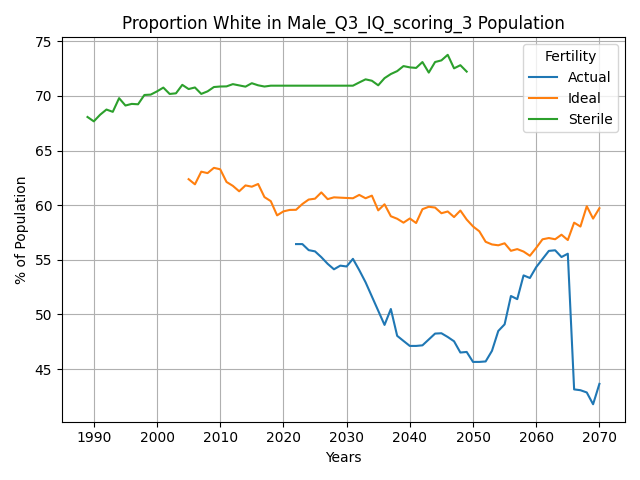 Proportion White in Male_Q3_IQ_scoring_3 Population
75
70
65
60
55
50
45
% of Population
Fertility
Actual
Ideal
Sterile
1990 2000 2010 2020 2030 2040 2050 2060 2070
Years